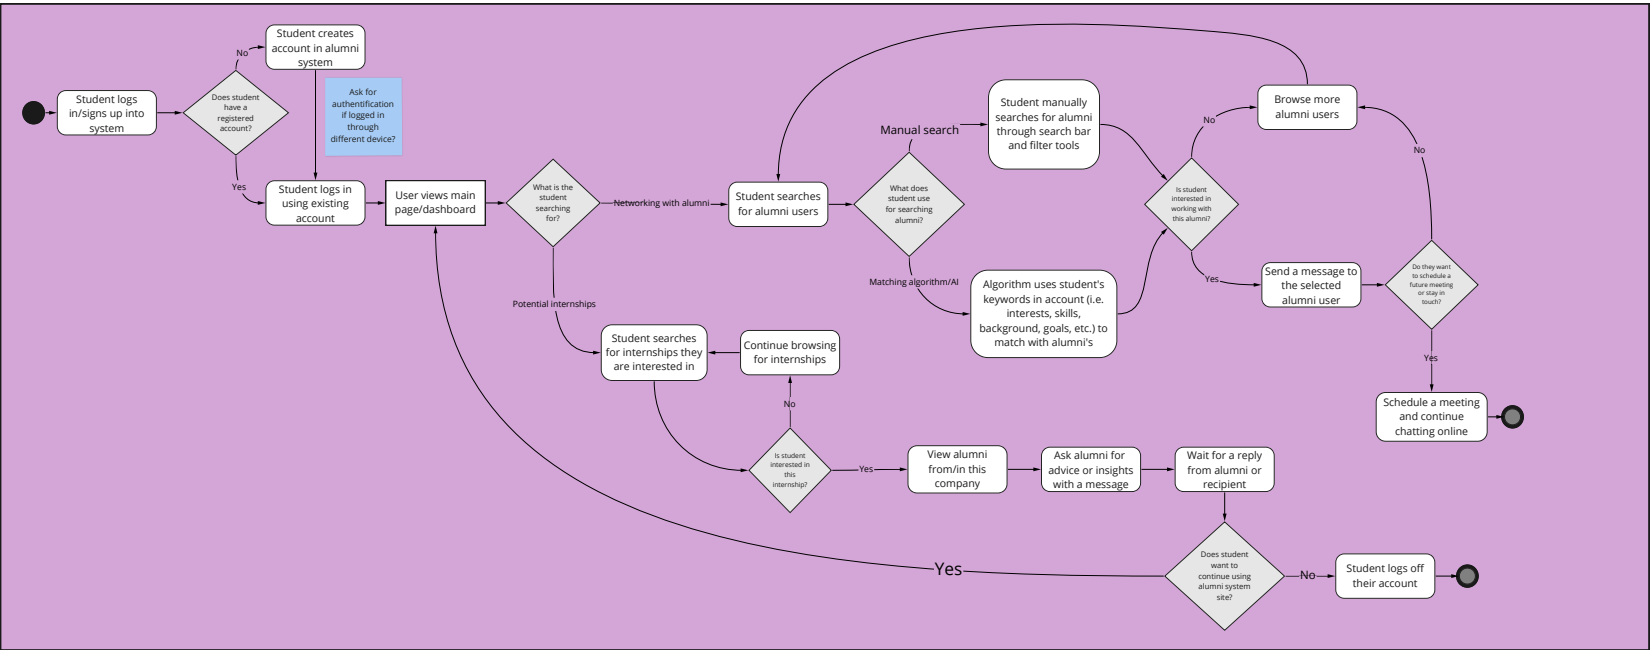 Student logs
in/signs up into
system
Does student
have a
registered
account?
No
Student creates
account in alumni
system
Ask for
authentification
if logged in
through
different device?
Yes
Student logs in
using existing
account
User views main
page/dashboard
What is the
student
searching
for?
Networking with alumni
Potential internships
Student searches
for alumni users
What does
student use
for searching
alumni?
Manual search
Student manually
searches for alumni
through search bar
and filter tools
Matching algorithm/AI
Algorithm uses student's
keywords in account (i.e.
interests, skills,
background, goals, etc.) to
match with alumni's
Is student
interested in
working with
this alumni?
No
Browse more
alumni users
Yes
Send a message to
the selected
alumni user
Do they want
to schedule a
future meeting
or stay in
touch?
No
Yes
Schedule a meeting
and continue
chatting online
Student searches
for internships they
are interested in
Continue browsing
for internships
No
Is student
interested in
this
internship?
Yes
View alumni
from/in this
company
Ask alumni for
advice or insights
with a message
Wait for a reply
from alumni or
recipient
Does student
want to
continue using
alumni system
site?
Yes
No
Student logs off
their account